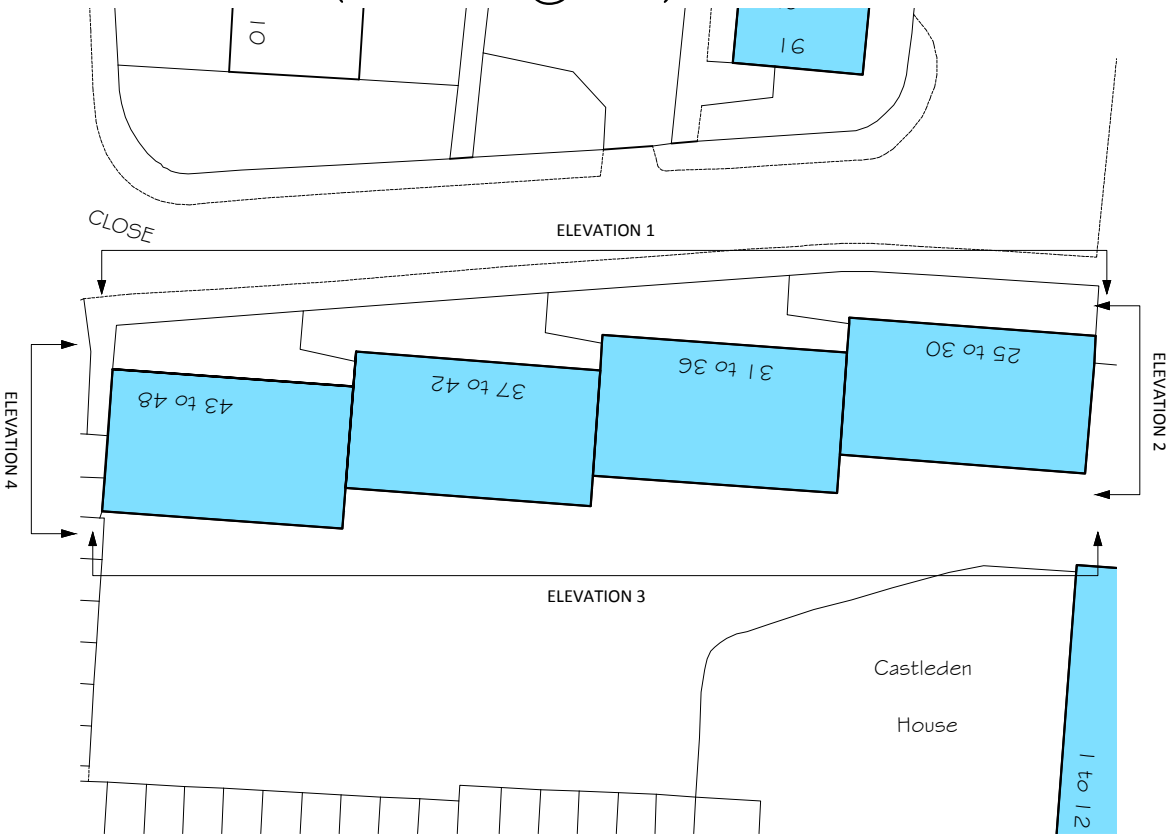 10
91
CLOSE
ELEVATION 1
25 to 30
31 to 36
37 to 42
43 to 48
ELEVATION 2
ELEVATION 4
ELEVATION 3
Castleden
House
1 to 12